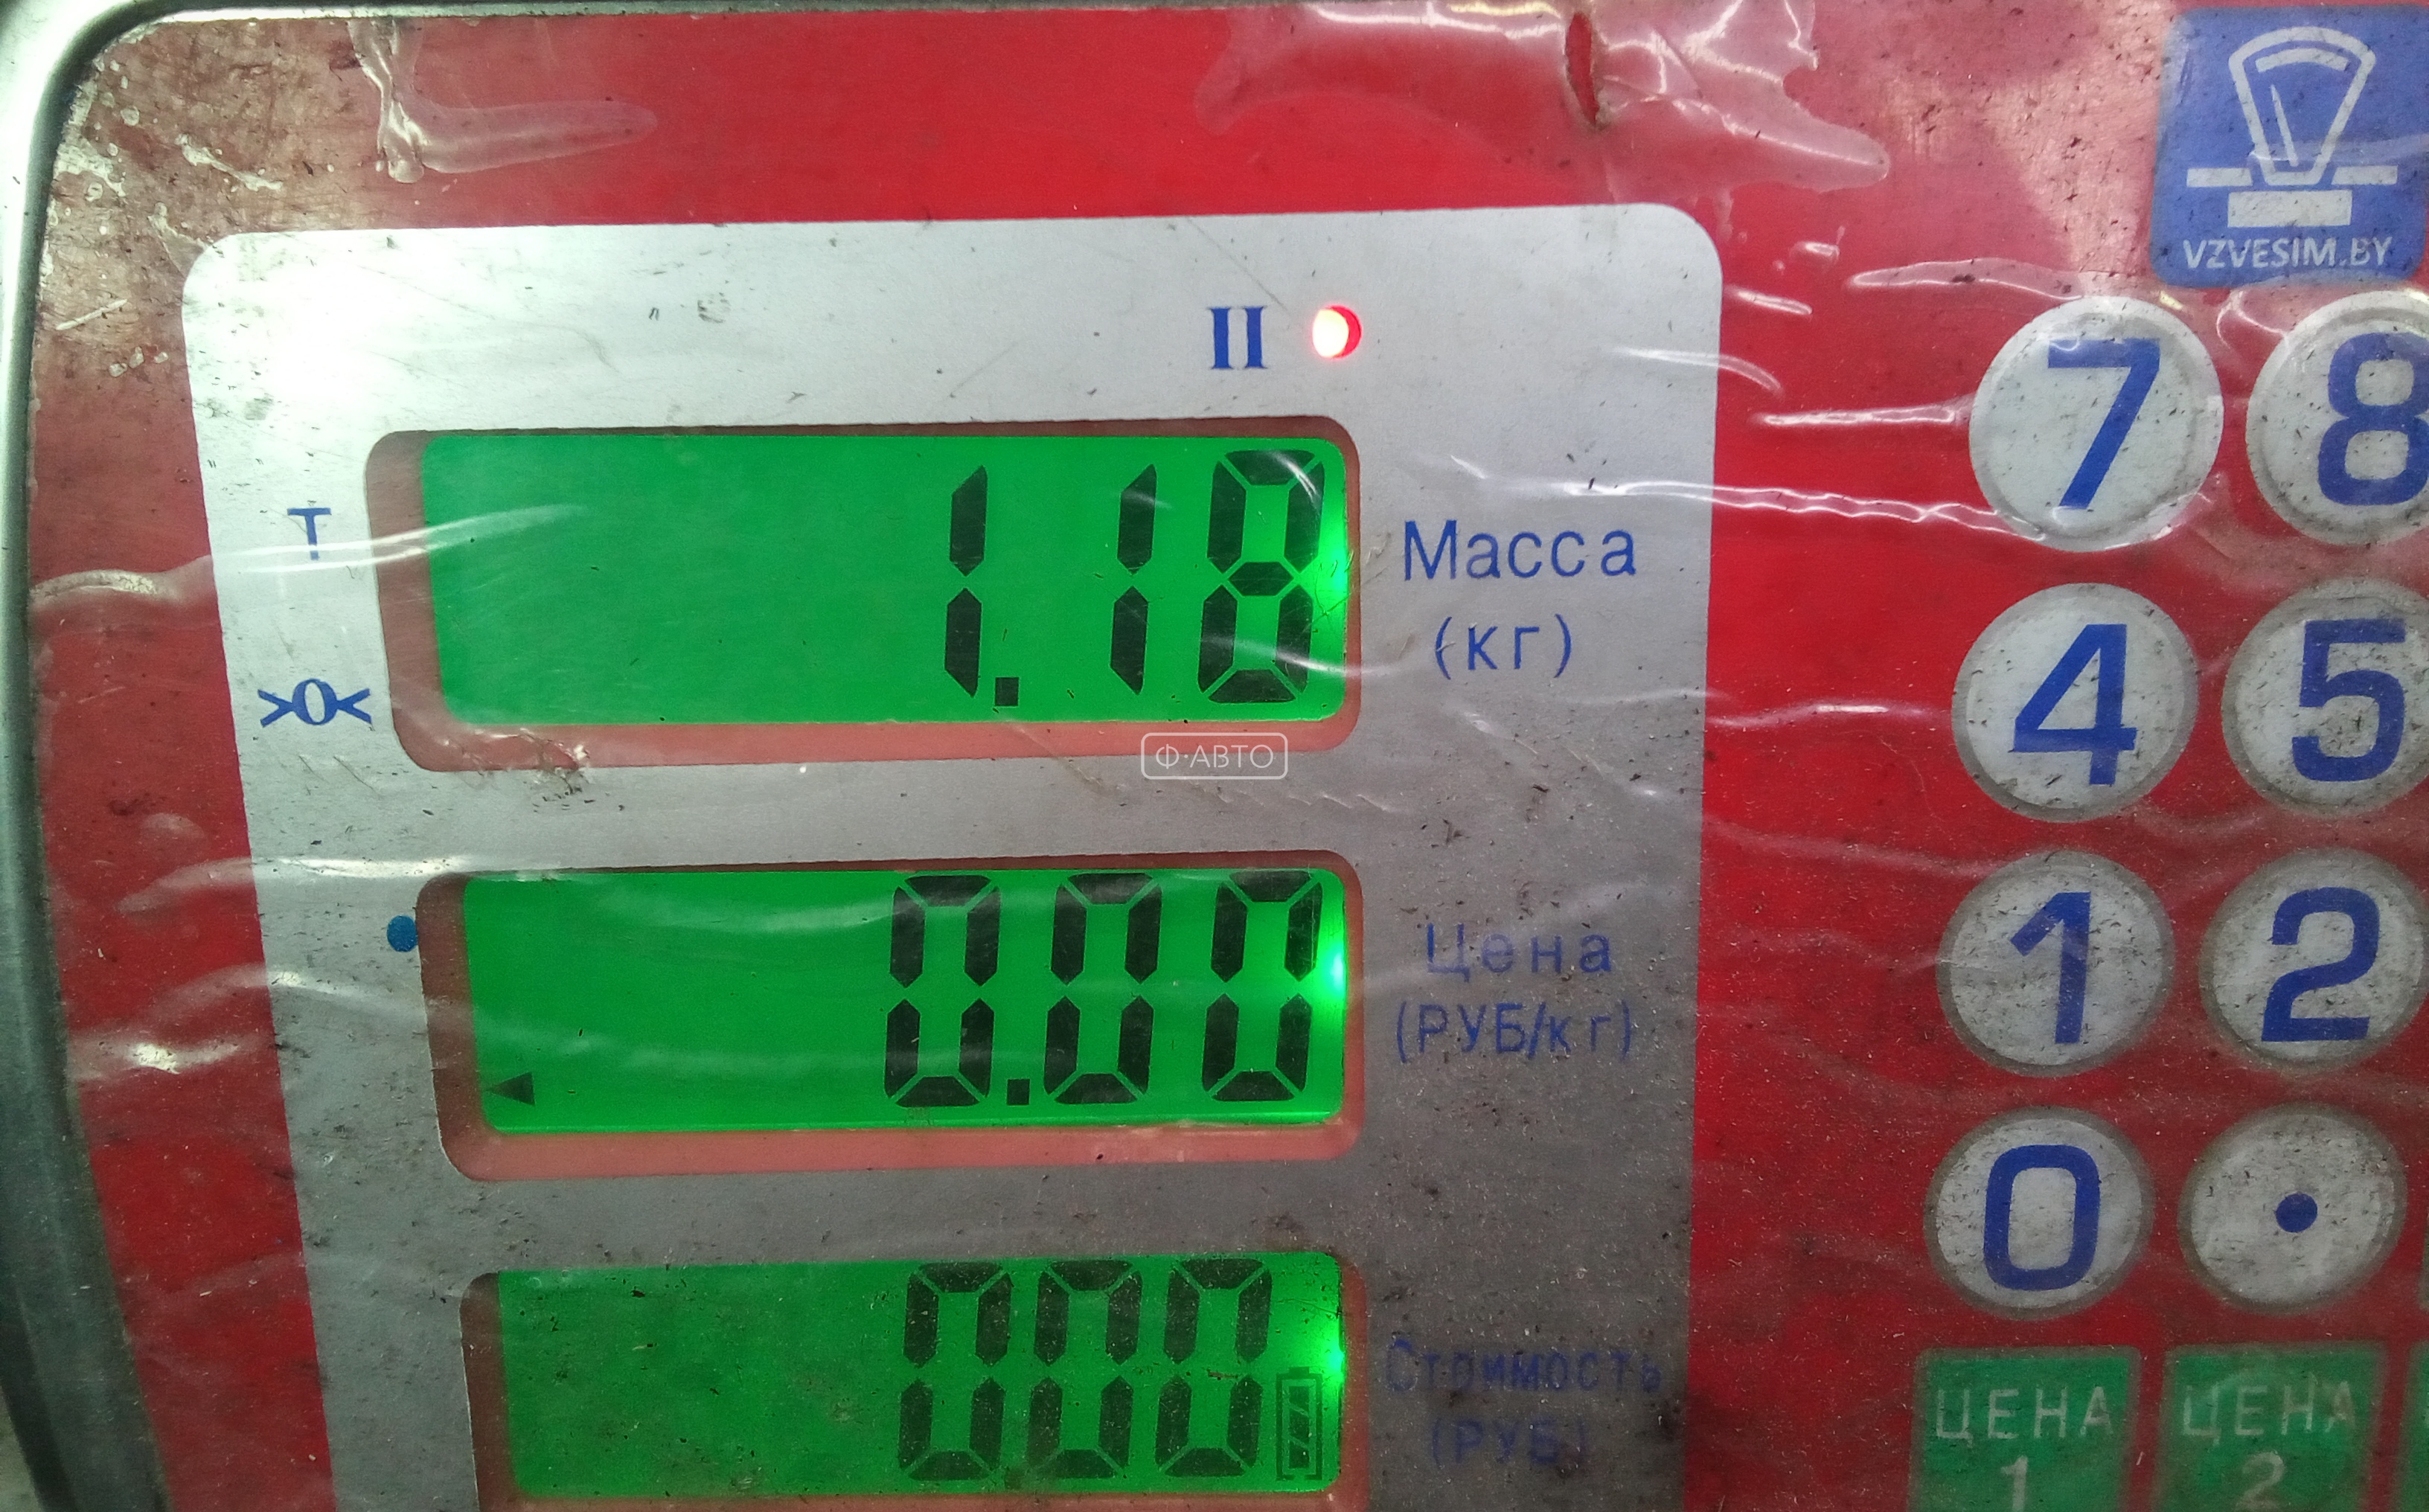 VZVESIM.BY
II
1.18
Масса
(кг)
T
>0<
Ф·АВТО
0.00
Цена
(РУБ/кг)
000
Стоимость
(РУБ)
7 8
4 5
1 2
0 •
ЦЕНА
1
ЦЕНА
2